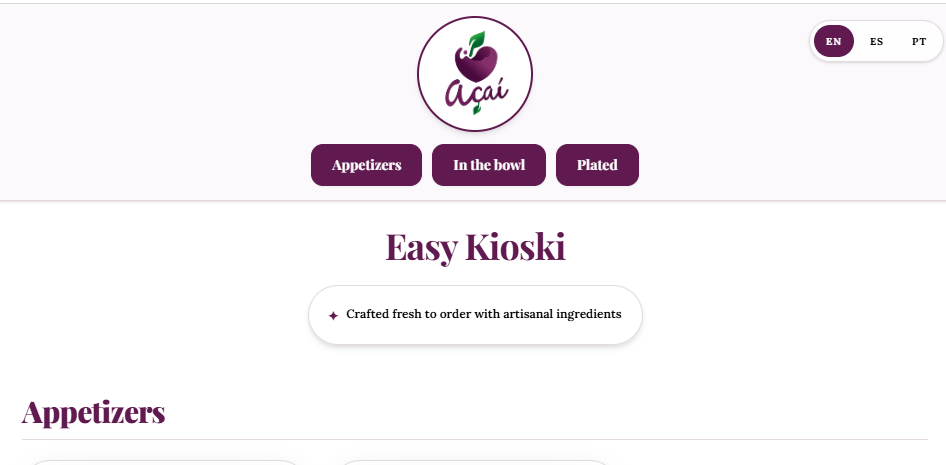 Açaí
EN ES PT
Appetizers In the bowl Plated
Easy Kioski
Crafted fresh to order with artisanal ingredients
Appetizers